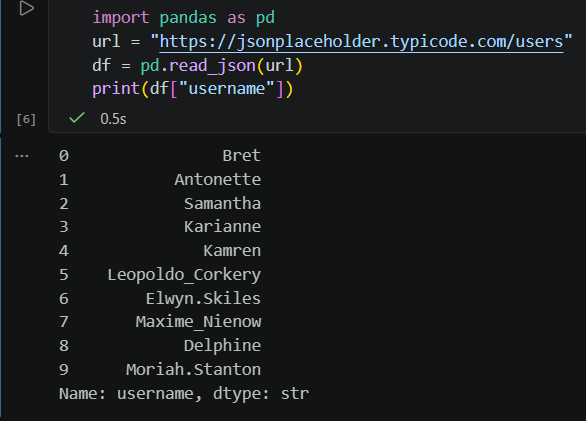 import pandas as pd
url = "https://jsonplaceholder.typicode.com/users"
df = pd.read_json(url)
print(df["username"])
[6] 0.5s
... 0 Bret
1 Antonette
2 Samantha
3 Karianne
4 Kamren
5 Leopoldo_Corkery
6 Elwyn.Skiles
7 Maxime_Nienow
8 Delphine
9 Moriah.Stanton
Name: username, dtype: str